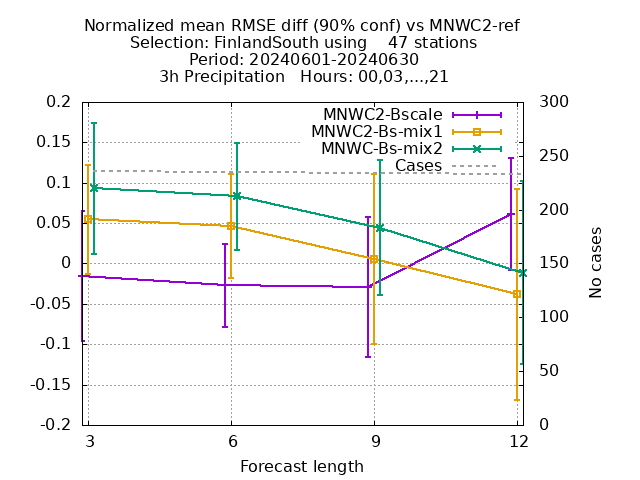 Normalized mean RMSE diff (90% conf) vs MNWC2-ref
Selection: FinlandSouth using 47 stations
Period: 20240601-20240630
3h Precipitation Hours: 00,03,...,21
MNWC2-Bscale
MNWC2-Bs-mix1
MNWC-Bs-mix2
Cases
0.2
0.15
0.1
0.05
0
-0.05
-0.1
-0.15
-0.2
300
250
200
150
100
50
0
No cases
3 6 9 12
Forecast length